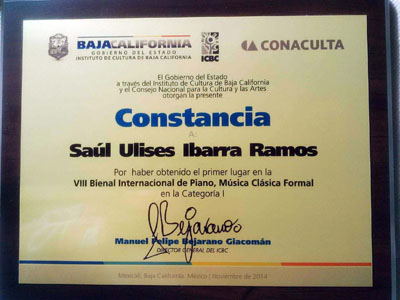 BAJACALIFORNIA
GOBIERNO DEL ESTADO
INSTITUTO DE CULTURA DE BAJA CALIFORNIA
ICBC
CONACULTA
El Gobierno del Estado
a través del Instituto de Cultura de Baja California
y el Consejo Nacional para la Cultura y las Artes
otorgan la presente
Constancia
A:
Saúl Ulises Ibarra Ramos
Por haber obtenido el primer lugar en la
VIII Bienal Internacional de Piano, Música Clásica Formal
en la Categoría I
Bejarano
Manuel Felipe Bejarano Giacomán
DIRECTOR GENERAL DEL ICBC
Mexicali, Baja California, México | Noviembre de 2014